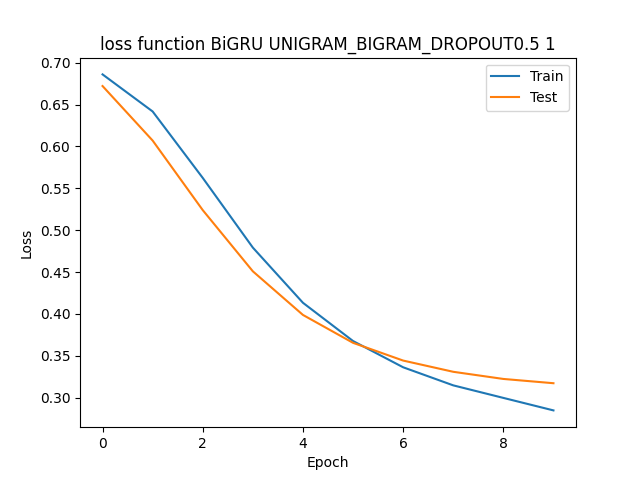 loss function BiGRU UNIGRAM_BIGRAM_DROPOUT0.5 1
Train
Test
Loss
0.70
0.65
0.60
0.55
0.50
0.45
0.40
0.35
0.30
0 2 4 6 8
Epoch